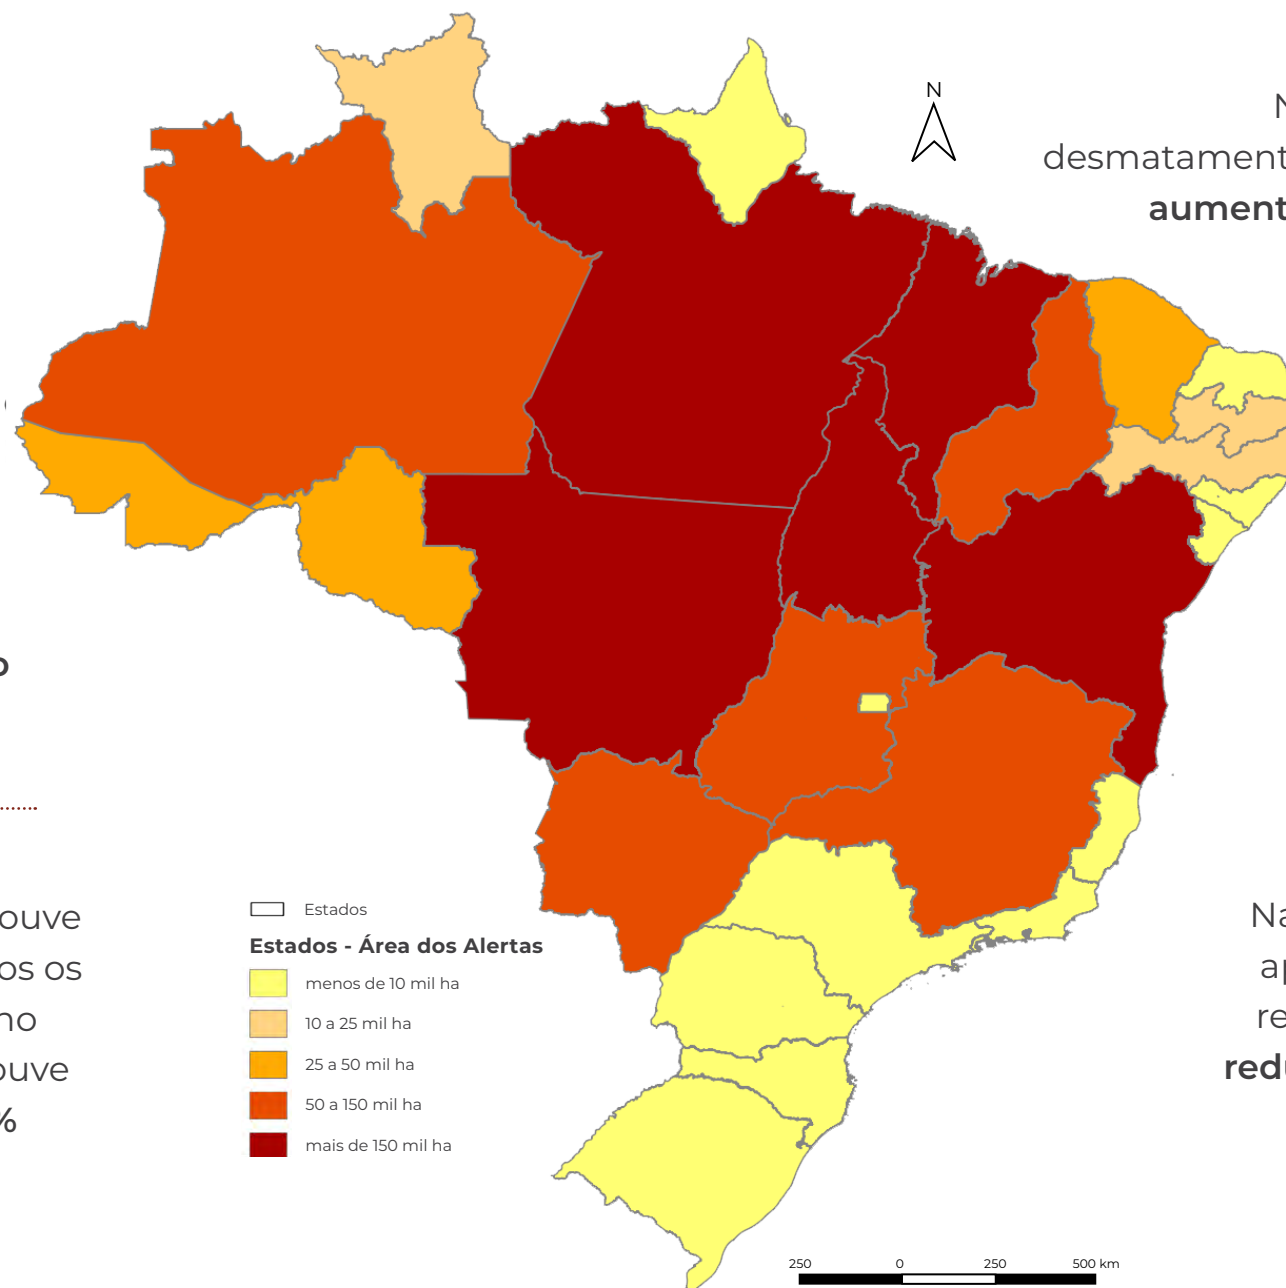 N
desmatament
aument
N
o
ouve
os os
no
ouve
%
Estados
Estados - Área dos Alertas
menos de 10 mil ha
10 a 25 mil ha
25 a 50 mil ha
50 a 150 mil ha
mais de 150 mil ha
Na
ap
re
redu
250 0 250 500 km